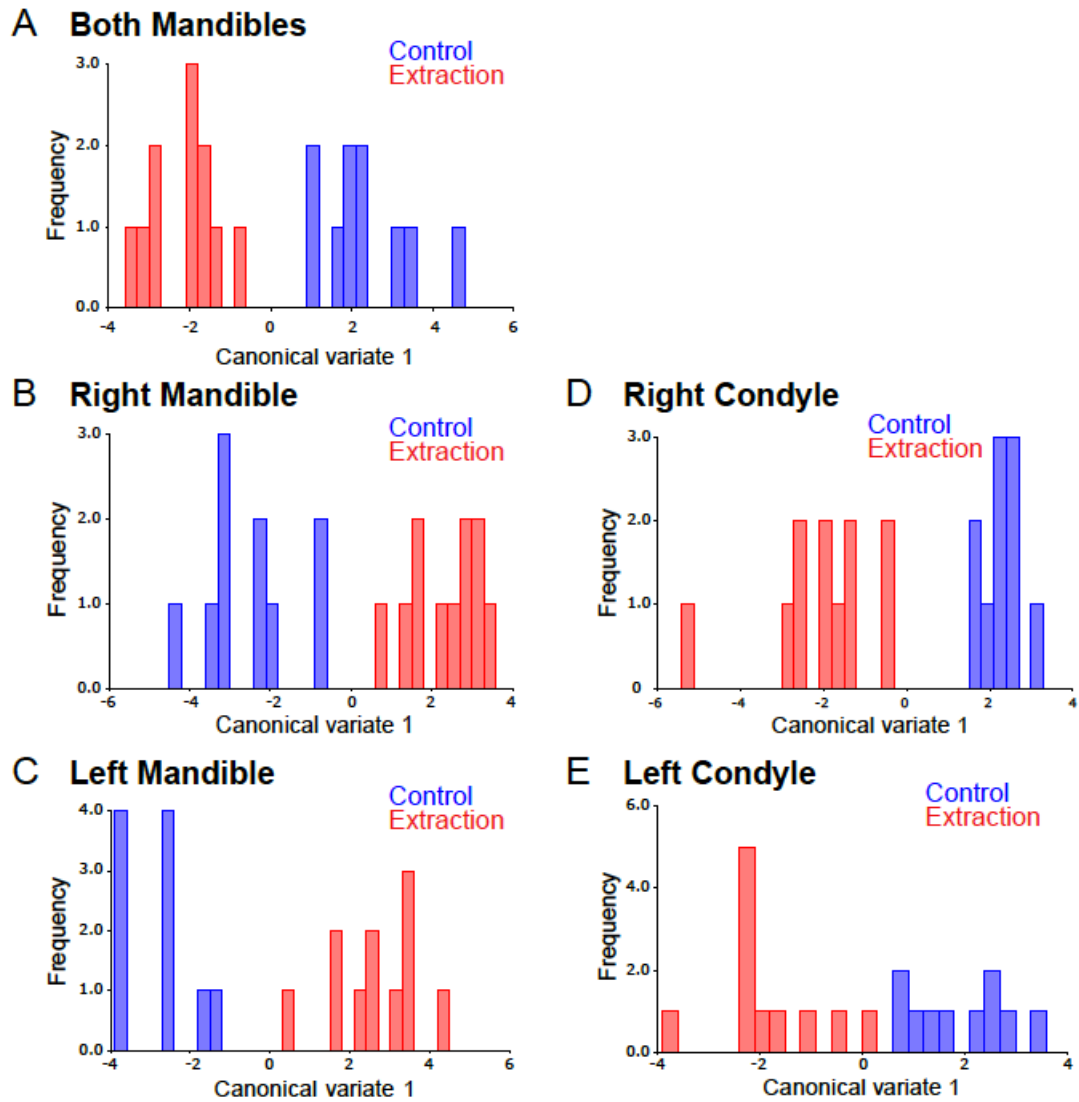 A Both Mandibles
Control
Extraction
3.0
2.0
1.0
0.0
Frequency
-4 -2 0 2 4 6
Canonical variate 1
B Right Mandible
Control
Extraction
3.0
2.0
1.0
0.0
Frequency
-6 -4 -2 0 2 4
Canonical variate 1
D Right Condyle
Control
Extraction
3.0
2.0
1.0
0
Frequency
-6 -4 -2 0 2 4
Canonical variate 1
C Left Mandible
Control
Extraction
4.0
3.0
2.0
1.0
0.0
Frequency
-4 -2 0 2 4 6
Canonical variate 1
E Left Condyle
Control
Extraction
6.0
4.0
2.0
0.0
Frequency
-2 0 2 4
Canonical variate 1